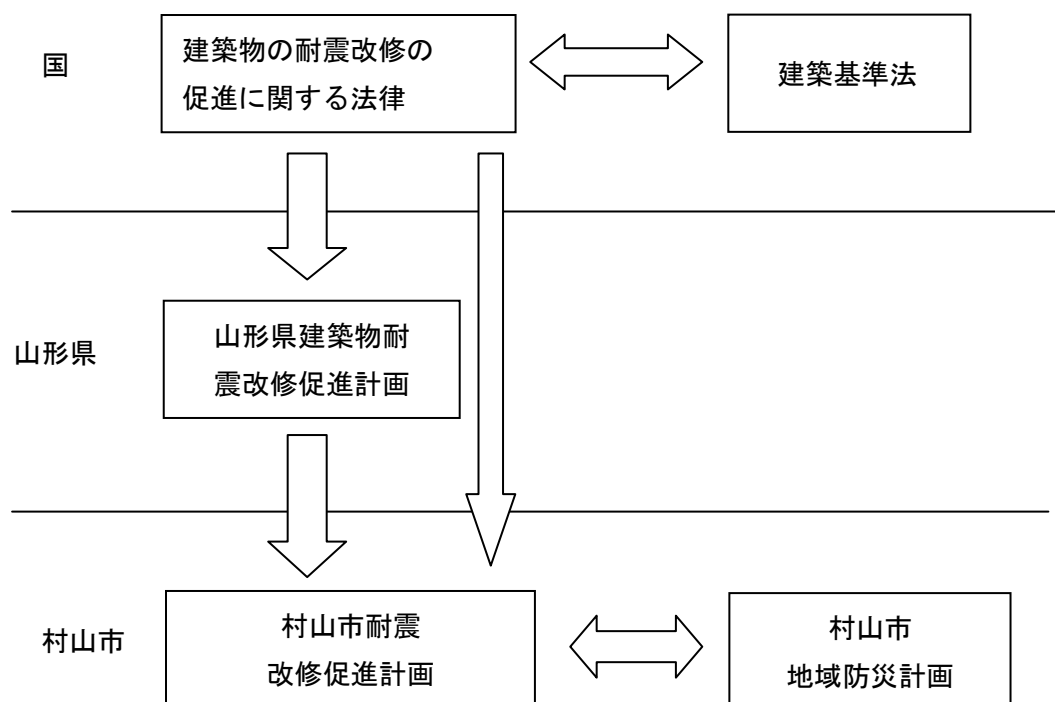 国
建築物の耐震改修の
促進に関する法律
建築基準法
山形県
山形県建築物耐
震改修促進計画
村山市
村山市耐震
改修促進計画
村山市
地域防災計画